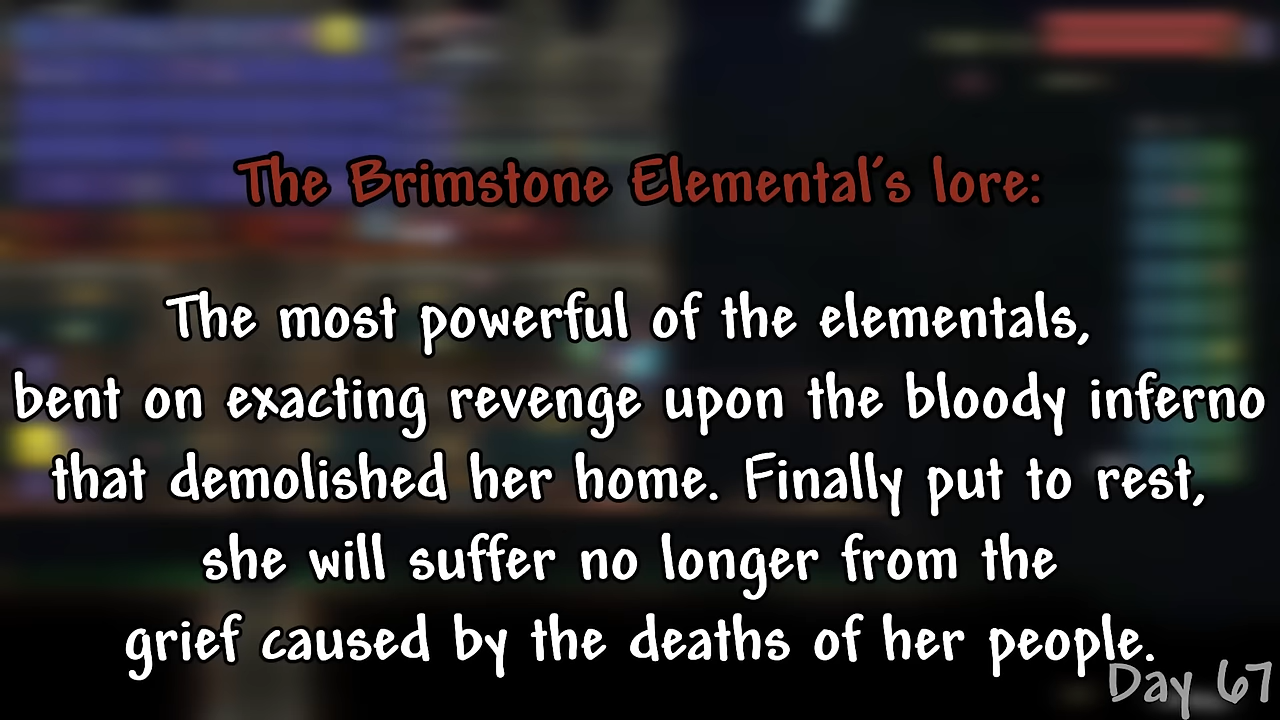 The Brimstone Elemental's lore:
The most powerful of the elementals,
bent on exacting revenge upon the bloody inferno
that demolished her home. Finally put to rest,
she will suffer no longer from the
grief caused by the deaths of her people.
Day 67